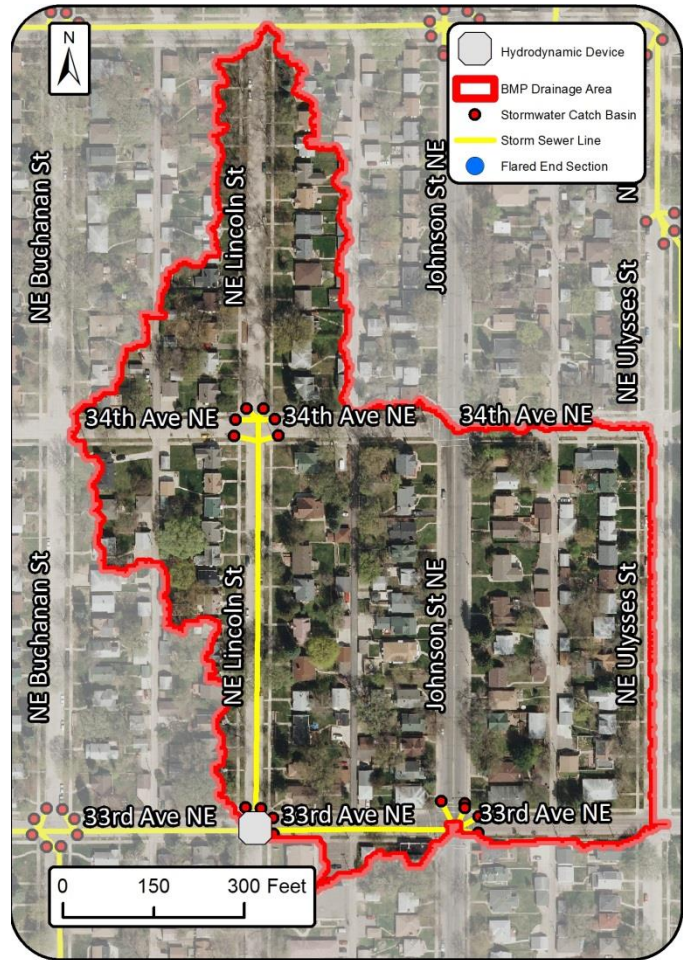 N
Hydrodynamic Device
BMP Drainage Area
Stormwater Catch Basin
Storm Sewer Line
Flared End Section
NE Buchanan St
NE Lincoln St
Johnson St NE
N
NE Ulysses St
34th Ave NE
34th Ave NE
34th Ave NE
NE Buchanan St
NE Lincoln St
Johnson St NE
NE Ulysses St
33rd Ave NE
33rd Ave NE
33rd Ave NE
0 150 300 Feet